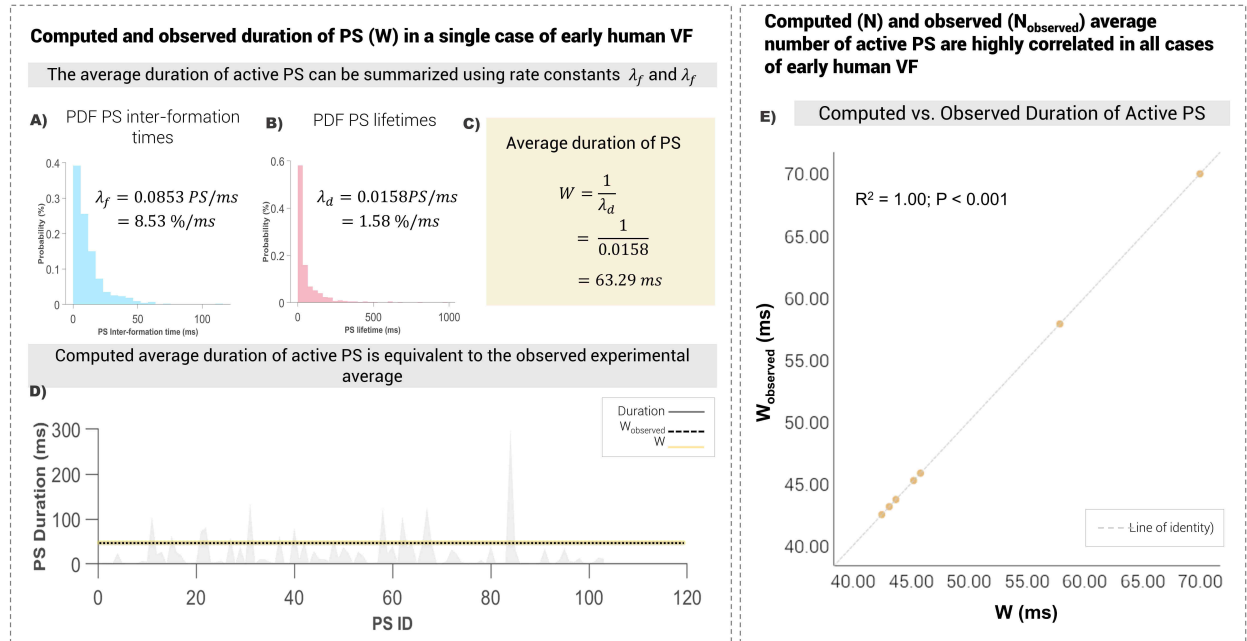 Computed and observed duration of PS (W) in a single case of early human VF
The average duration of active PS can be summarized using rate constants λf and λf
A)
PDF PS inter-formation
times
0.4
0.3
0.2
0.1
0
Probability (%)
λf = 0.0853 PS/ms
= 8.53 %/ms
0
50
100
PS Inter-formation time (ms)
B)
PDF PS lifetimes
0.6
0.4
0.2
0
Probability (%)
λd = 0.0158PS/ms
= 1.58 %/ms
0
500
1000
PS lifetime (ms)
C)
Average duration of PS
W = 1/λd
= 1/0.0158
= 63.29 ms
Computed average duration of active PS is equivalent to the observed experimental
average
D)
Duration
Wobserved
W
PS Duration (ms)
300
200
100
0
0
20
40
60
80
100
120
PS ID
Computed (N) and observed (Nobserved) average
number of active PS are highly correlated in all cases
of early human VF
E)
Computed vs. Observed Duration of Active PS
R2 = 1.00; P < 0.001
Wobserved (ms)
70.00
65.00
60.00
55.00
50.00
45.00
40.00
Line of identity)
40.00
45.00
50.00
55.00
60.00
65.00
70.00
W (ms)